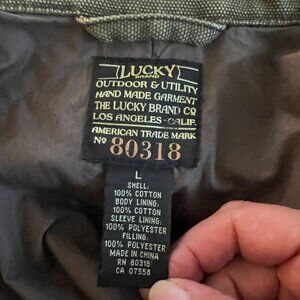 LUCKY
BRAND
OUTDOOR & UTILITY
HAND MADE GARMENT
THE LUCKY BRAND CO
LOS ANGELES - CALIF.
AMERICAN TRADE MARK
No 80318
L
SHELL:
100% COTTON
BODY LINING:
100% COTTON
SLEEVE LINING:
100% POLYESTER
FILLING:
100% POLYESTER
MADE IN CHINA
RN 80318
CA 07558